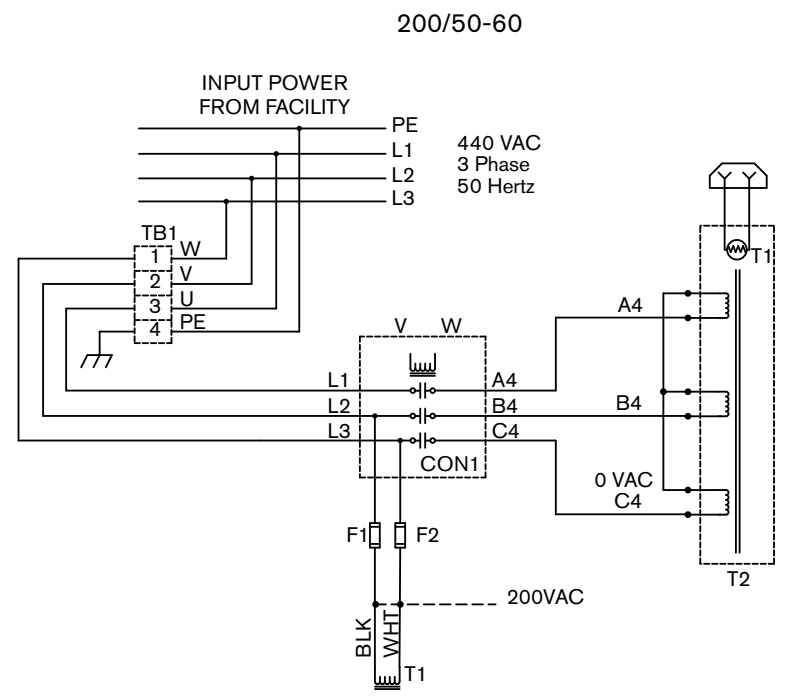 200/50-60
INPUT POWER
FROM FACILITY
PE
L1
L2
L3
440 VAC
3 Phase
50 Hertz
TB1
1 W
2 V
3 U
4 PE
V W
L1
L2
L3
A4
B4
C4
CON1
A4
B4
0 VAC
C4
T1
T2
F1
F2
200VAC
BLK
WHT
T1